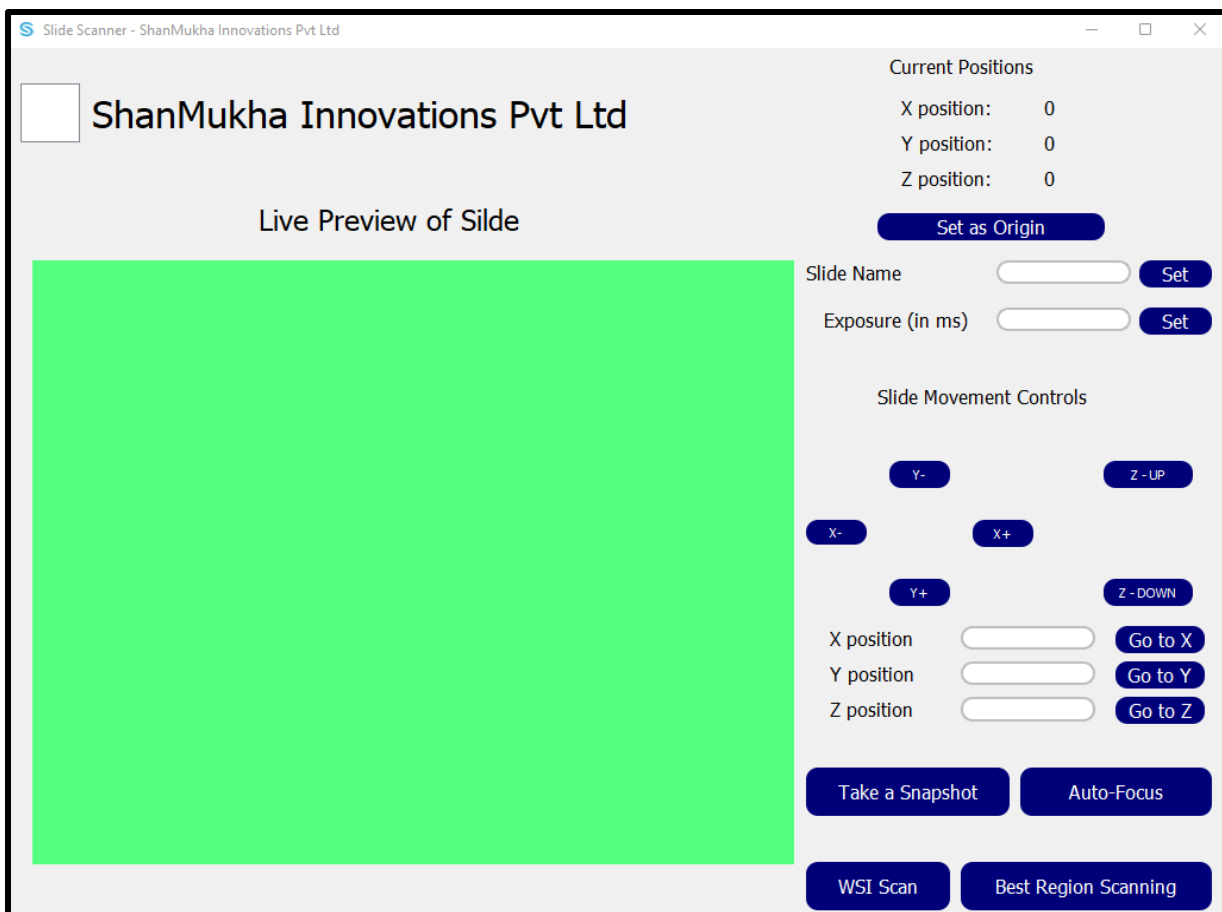 Slide Scanner - ShanMukha Innovations Pvt Ltd
ShanMukha Innovations Pvt Ltd
Live Preview of Silde
Current Positions
X position: 0
Y position: 0
Z position: 0
Set as Origin
Slide Name Set
Exposure (in ms) Set
Slide Movement Controls
Y- Z - UP
X- X+
Y+ Z - DOWN
X position Go to X
Y position Go to Y
Z position Go to Z
Take a Snapshot Auto-Focus
WSI Scan Best Region Scanning